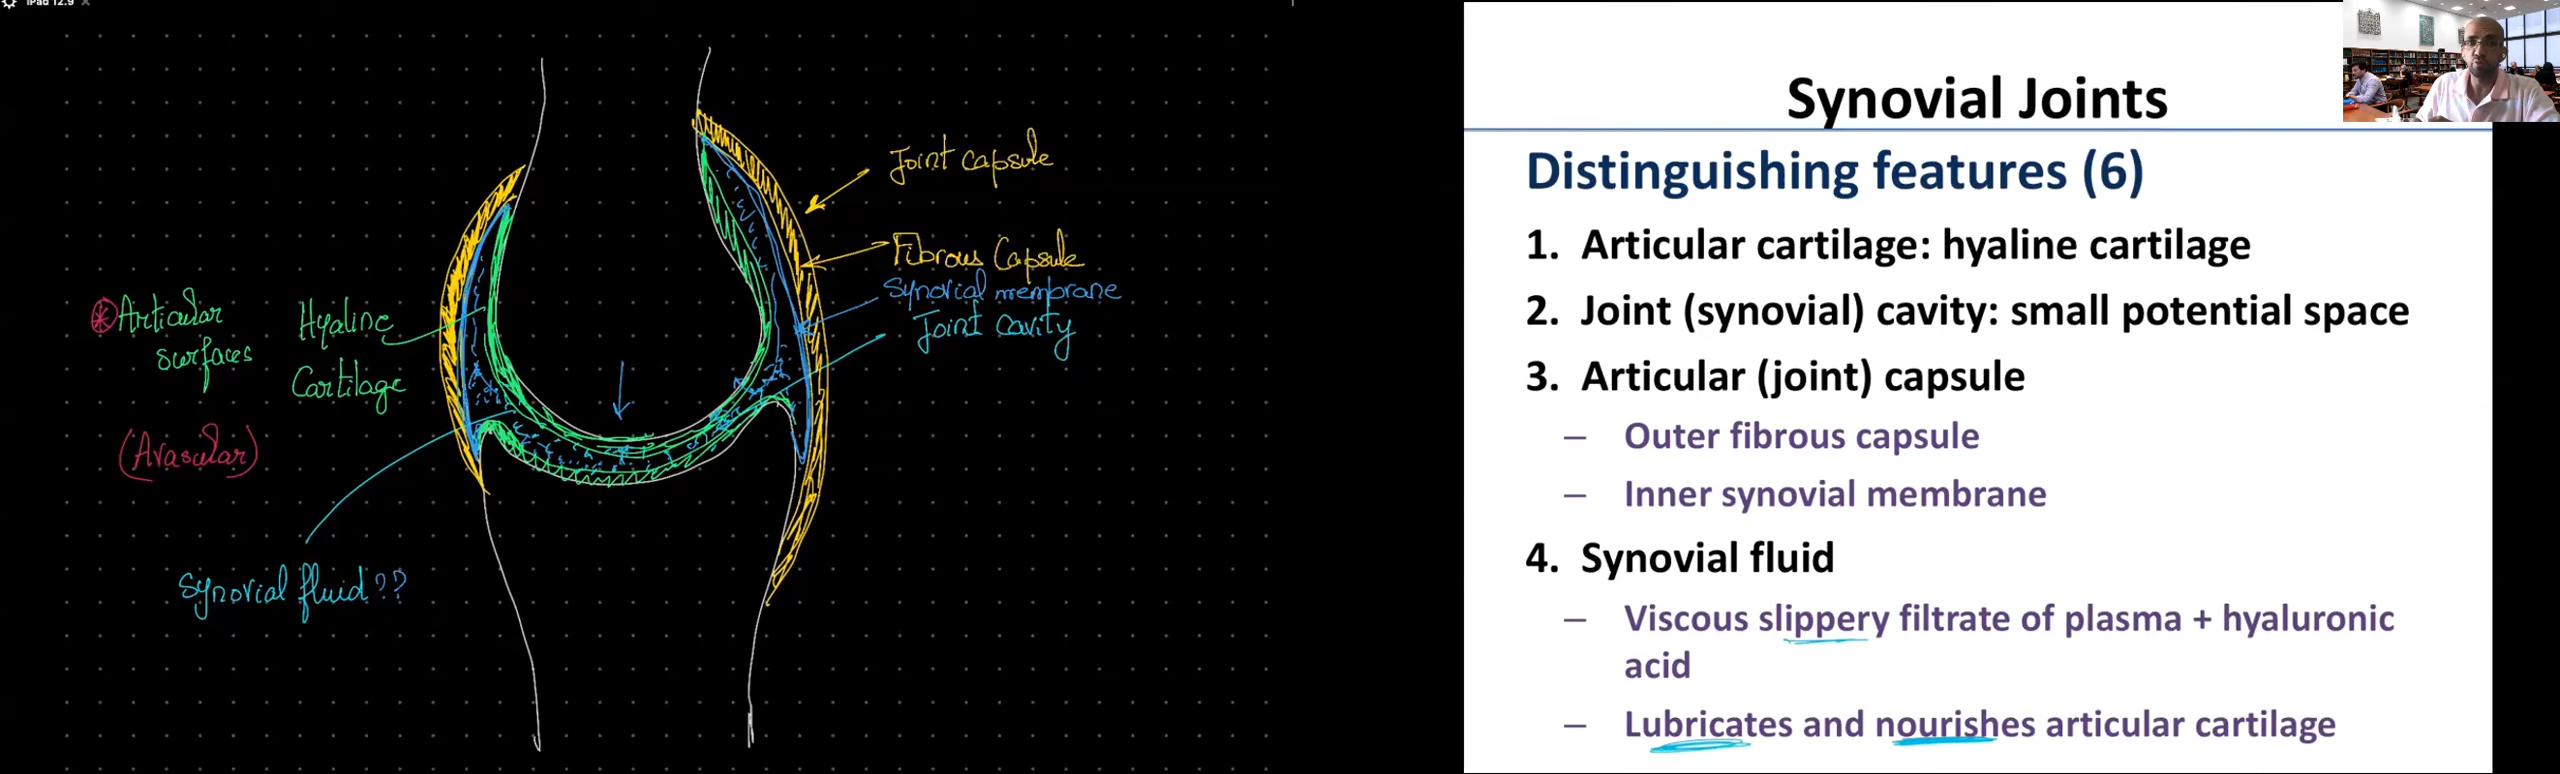 iPad 12.9
Joint capsule
Fibrous Capsule
Synovial membrane
Joint Cavity
Articular
surfaces
Hyaline
Cartilage
(Avascular)
Synovial fluid??
Synovial Joints
Distinguishing features (6)
1. Articular cartilage: hyaline cartilage
2. Joint (synovial) cavity: small potential space
3. Articular (joint) capsule
– Outer fibrous capsule
– Inner synovial membrane
4. Synovial fluid
– Viscous slippery filtrate of plasma + hyaluronic
acid
– Lubricates and nourishes articular cartilage